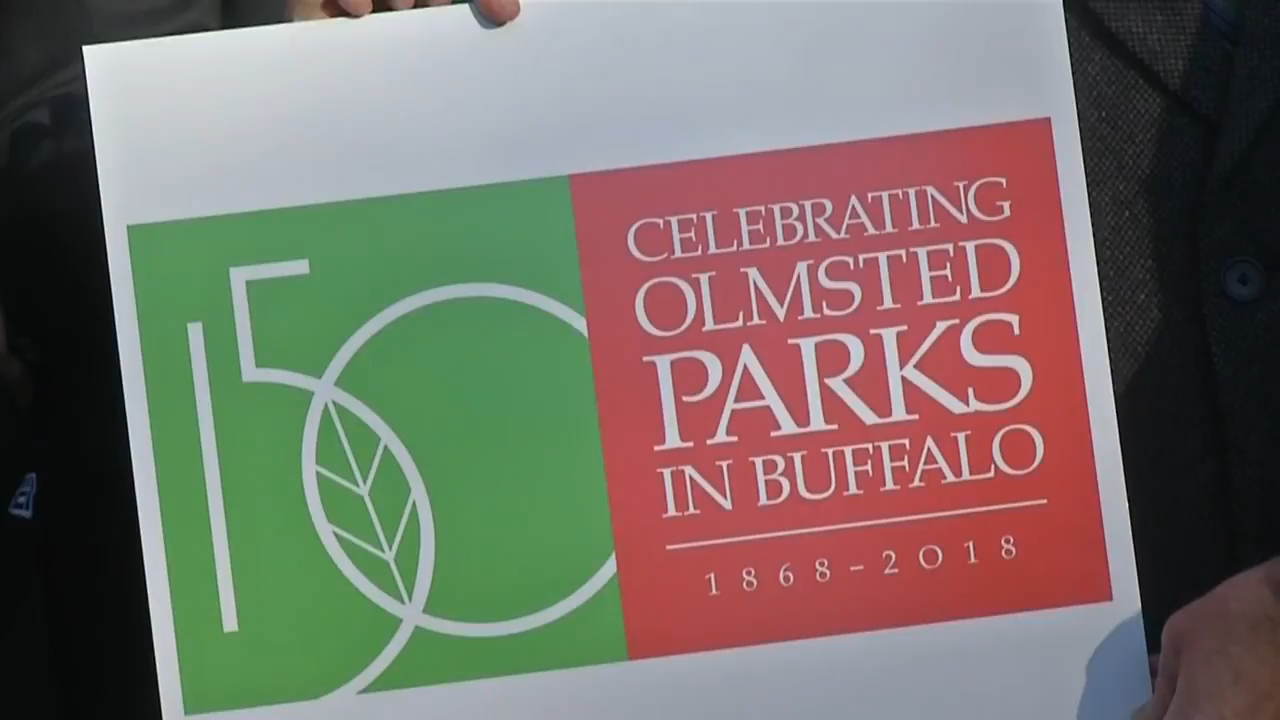 150
CELEBRATING
OLMSTED
PARKS
IN BUFFALO
1868-2018